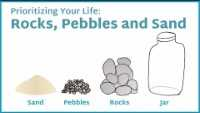 Prioritizing Your Life:
Rocks, Pebbles and Sand
Sand Pebbles Rocks Jar